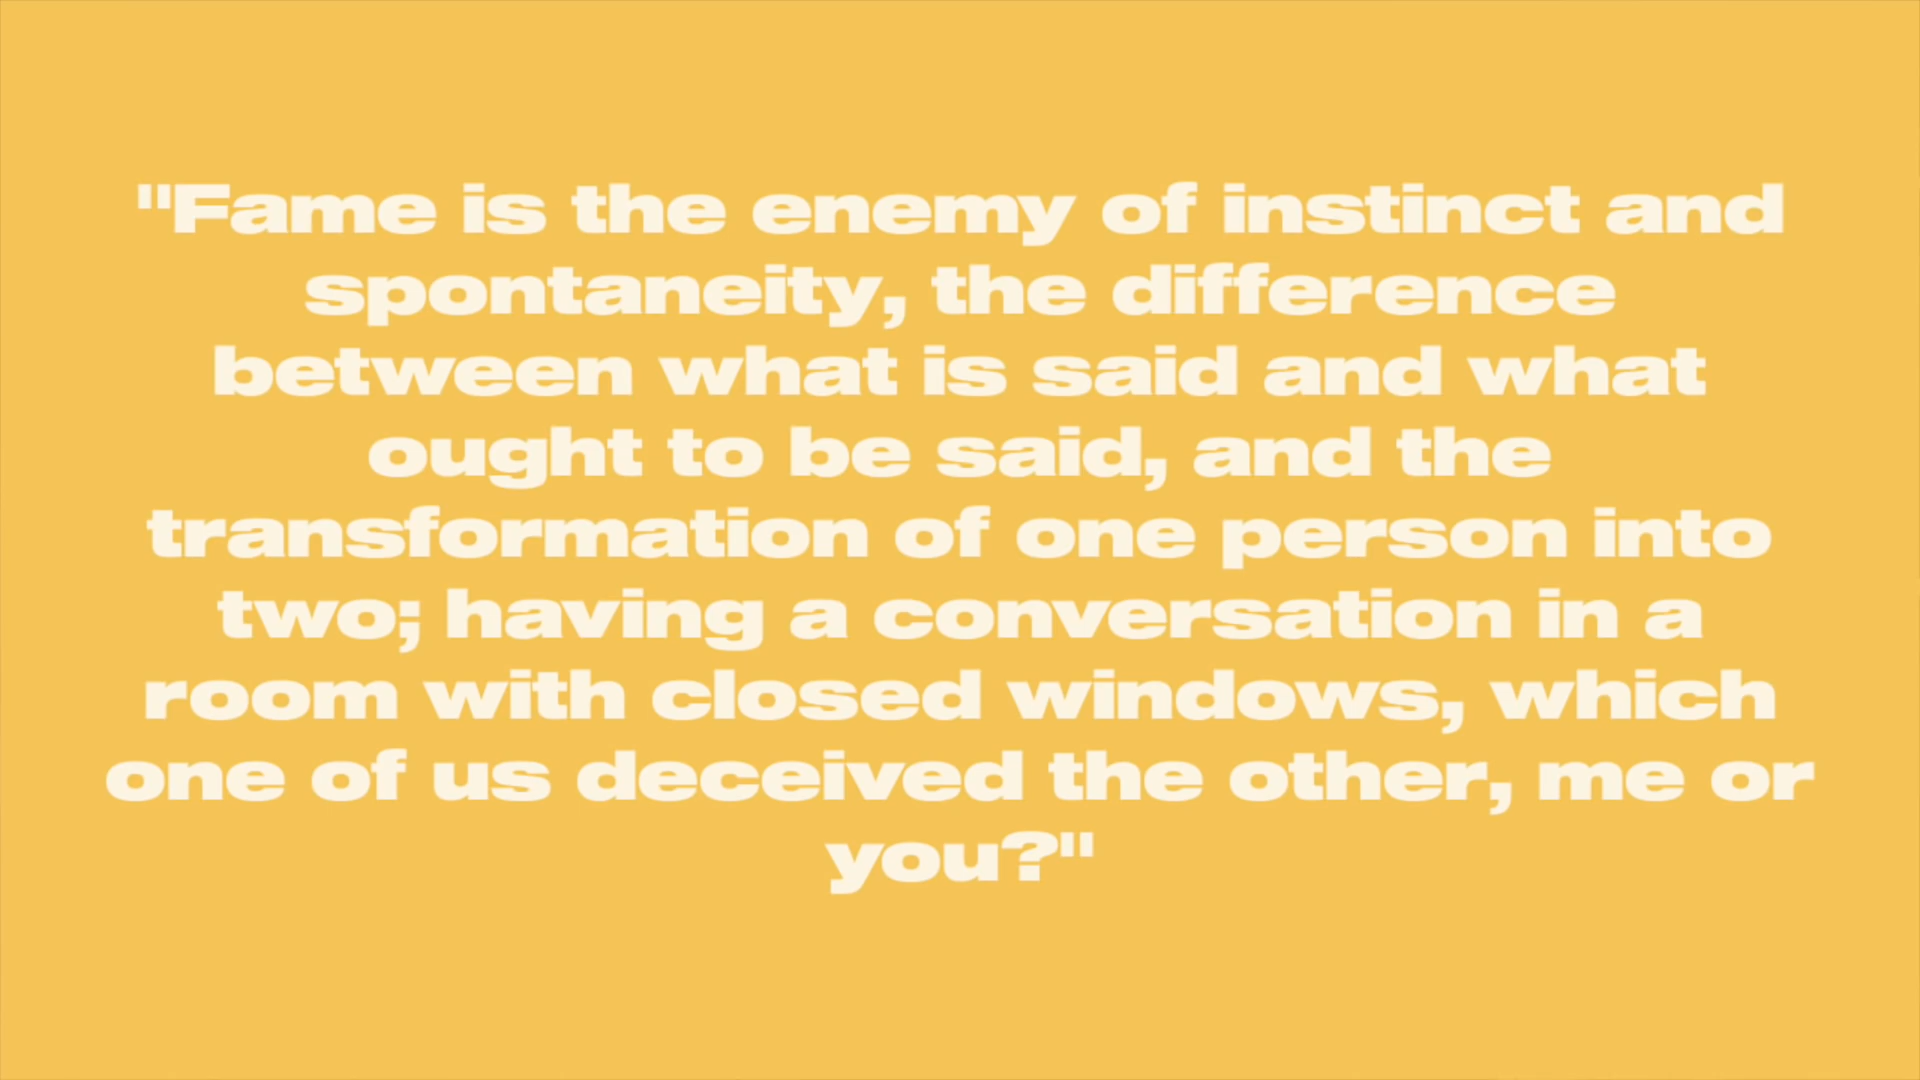 "Fame is the enemy of instinct and
spontaneity, the difference
between what is said and what
ought to be said, and the
transformation of one person into
two; having a conversation in a
room with closed windows, which
one of us deceived the other, me or
you?"